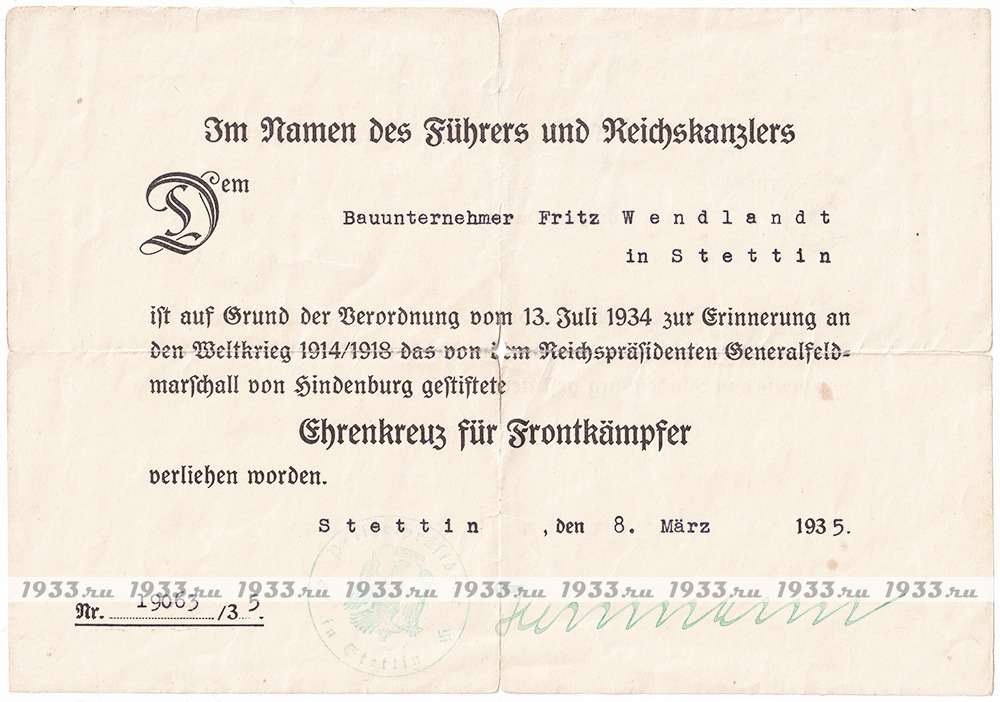 Im Namen des Führers und Reichskanzlers
Dem
Bauunternehmer Fritz Wendlandt
in Stettin
ist auf Grund der Verordnung vom 13. Juli 1934 zur Erinnerung an
den Weltkrieg 1914/1918 das von dem Reichspräsidenten Generalfeld-
marschall von Hindenburg gestiftete
Ehrenkreuz für Frontkämpfer
verliehen worden.
Stettin, den 8. März 1935.
1933.ru 1933.ru 1933.ru 1933.ru 1933.ru 1933.ru 1933.ru 1933.ru 1933.ru
Nr. 19063/35.
in Stettin